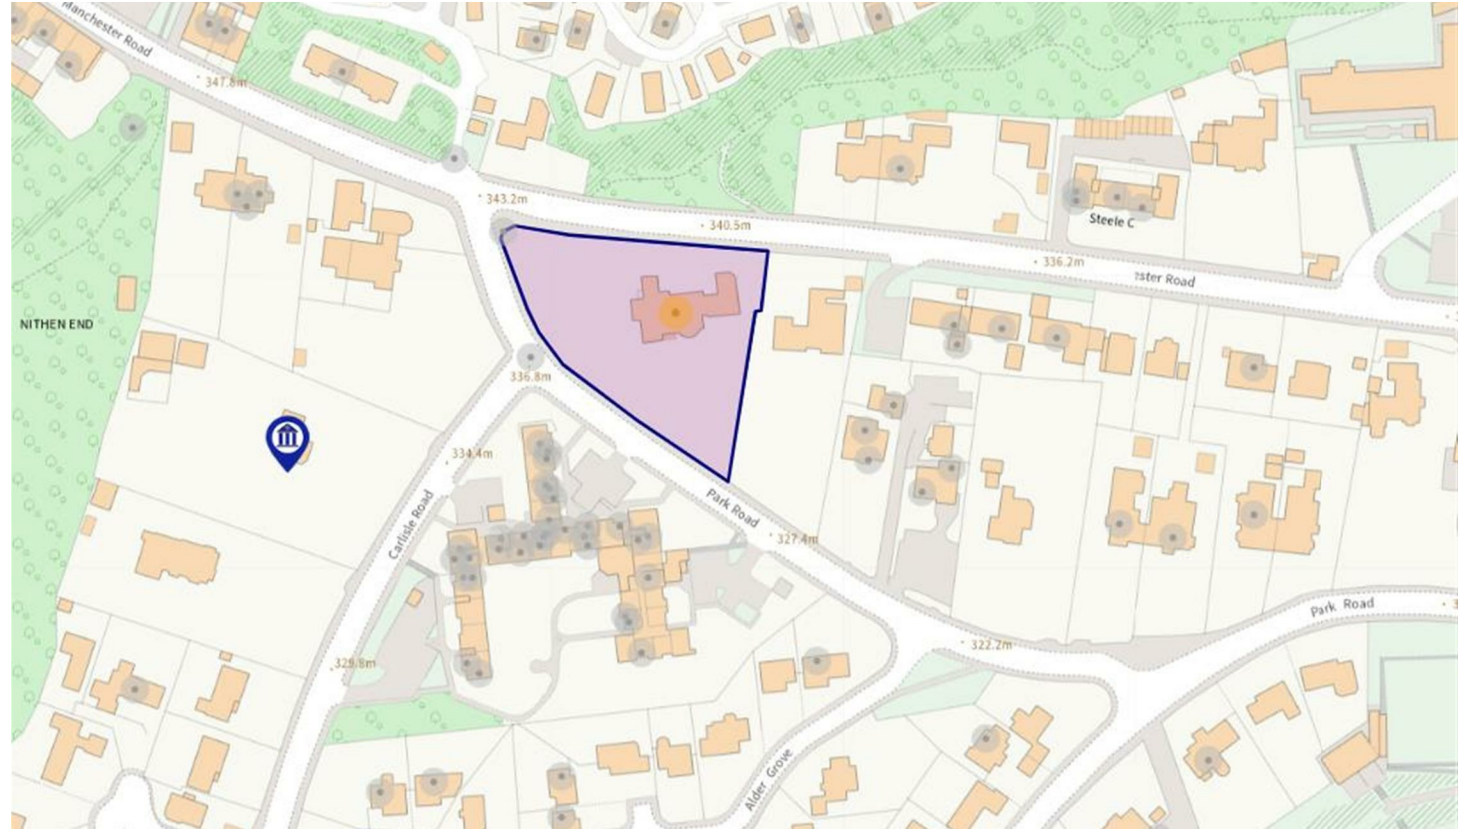 Manchester Road
347.8m
343.2m
340.5m
Steele C
336.2m
ster Road
NITHEN END
336.8m
334.4m
Park Road
Carlisle Road
327.4m
Park Road
322.2m
329.8m
Alder Grove